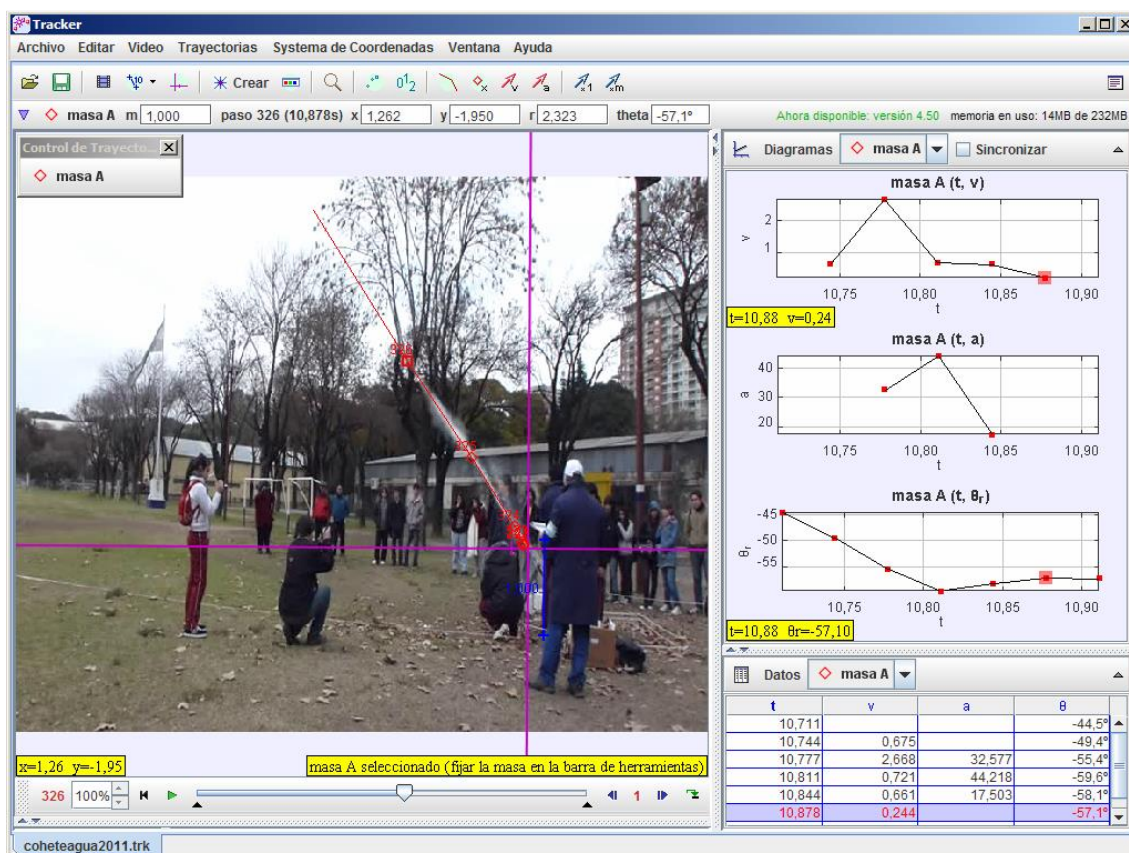 Tracker
Archivo Editar Video Trayectorias Systema de Coordenadas Ventana Ayuda
Crear
masa A m 1,000 paso 326 (10,878s) x 1,262 y -1,950 r 2,323 theta -57,1° Ahora disponible: versión 4.50 memoria en uso: 14MB de 232MB
Control de Trayecto...
masa A
Diagramas masa A Sincronizar
masa A (t, v)
2
1
v
10,75 10,80 10,85 10,90
t
t=10,88 v=0,24
masa A (t, a)
40
30
20
a
10,75 10,80 10,85 10,90
t
masa A (t, θr)
-45
-50
-55
θr
10,75 10,80 10,85 10,90
t
t=10,88 θr=-57,10
Datos masa A
t v a θ
10,711 -44,5°
10,744 0,675 -49,4°
10,777 2,668 32,577 -55,4°
10,811 0,721 44,218 -59,6°
10,844 0,661 17,503 -58,1°
10,878 0,244 -57,1°
x=1,26 y=-1,95 masa A seleccionado (fijar la masa en la barra de herramientas)
326 100% 1
coheteagua2011.trk